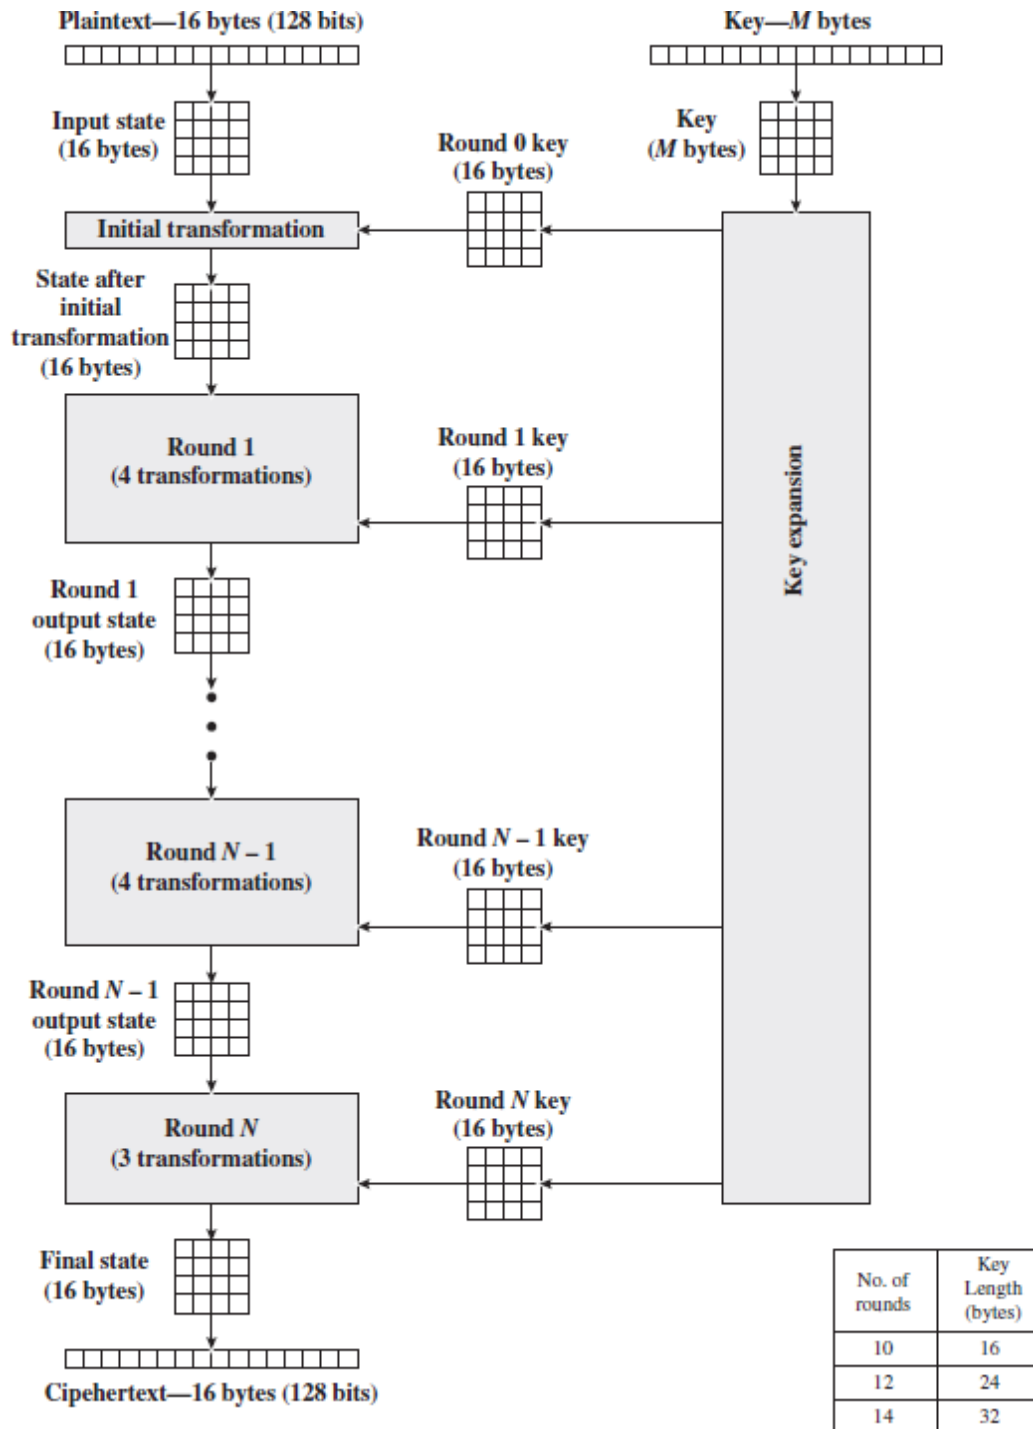 Plaintext—16 bytes (128 bits)
Key—M bytes
Input state
(16 bytes)
Key
(M bytes)
Round 0 key
(16 bytes)
Initial transformation
State after
initial
transformation
(16 bytes)
Round 1
(4 transformations)
Round 1 key
(16 bytes)
Key expansion
Round 1
output state
(16 bytes)
Round N – 1
(4 transformations)
Round N – 1 key
(16 bytes)
Round N – 1
output state
(16 bytes)
Round N
(3 transformations)
Round N key
(16 bytes)
Final state
(16 bytes)
Cipehertext—16 bytes (128 bits)
No. of
rounds
Key
Length
(bytes)
10 16
12 24
14 32